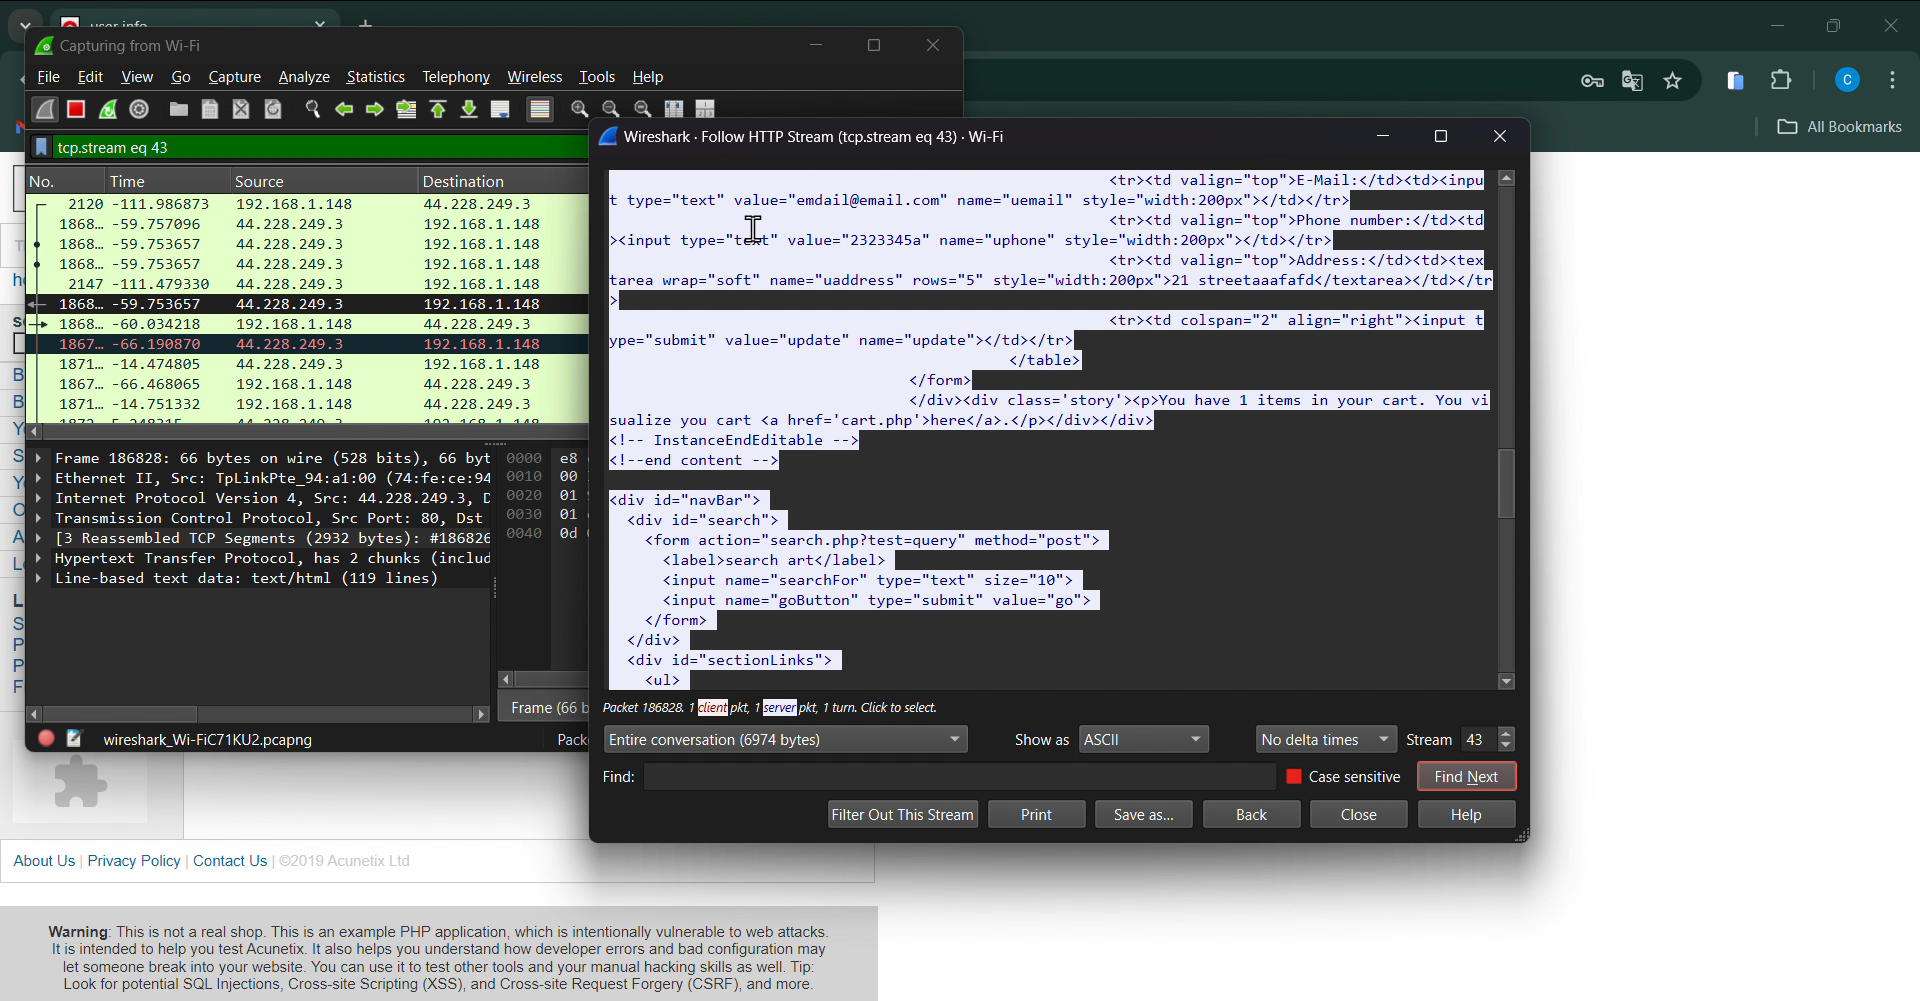 Capturing from Wi-Fi
File Edit View Go Capture Analyze Statistics Telephony Wireless Tools Help
C
All Bookmarks
tcp.stream eq 43
No. Time Source Destination
2120 -111.986873 192.168.1.148 44.228.249.3
1868… -59.757096 44.228.249.3 192.168.1.148
1868… -59.753657 44.228.249.3 192.168.1.148
1868… -59.753657 44.228.249.3 192.168.1.148
2147 -111.479330 44.228.249.3 192.168.1.148
1868… -59.753657 44.228.249.3 192.168.1.148
1868… -60.034218 192.168.1.148 44.228.249.3
1867… -66.190870 44.228.249.3 192.168.1.148
1871… -14.474805 44.228.249.3 192.168.1.148
1867… -66.468065 192.168.1.148 44.228.249.3
1871… -14.751332 192.168.1.148 44.228.249.3
Frame 186828: 66 bytes on wire (528 bits), 66 byt
Ethernet II, Src: TpLinkPte_94:a1:00 (74:fe:ce:94
Internet Protocol Version 4, Src: 44.228.249.3, D
Transmission Control Protocol, Src Port: 80, Dst
[3 Reassembled TCP Segments (2932 bytes): #186826
Hypertext Transfer Protocol, has 2 chunks (includ
Line-based text data: text/html (119 lines)
0000 e8
0010 00
0020 01
0030 01
0040 0d
Frame (66 b
wireshark_Wi-FiC71KU2.pcapng Pack
Wireshark · Follow HTTP Stream (tcp.stream eq 43) · Wi-Fi
<tr><td valign="top">E-Mail:</td><td><inpu
t type="text" value="emdail@email.com" name="uemail" style="width:200px"></td></tr>
<tr><td valign="top">Phone number:</td><td
><input type="text" value="2323345a" name="uphone" style="width:200px"></td></tr>
<tr><td valign="top">Address:</td><td><tex
tarea wrap="soft" name="uaddress" rows="5" style="width:200px">21 streetaaafafd</textarea></td></tr
>
<tr><td colspan="2" align="right"><input t
ype="submit" value="update" name="update"></td></tr>
</table>
</form>
</div><div class='story'><p>You have 1 items in your cart. You vi
sualize you cart <a href='cart.php'>here</a>.</p></div></div>
<!-- InstanceEndEditable -->
<!--end content -->
<div id="navBar">
<div id="search">
<form action="search.php?test=query" method="post">
<label>search art</label>
<input name="searchFor" type="text" size="10">
<input name="goButton" type="submit" value="go">
</form>
</div>
<div id="sectionLinks">
<ul>
Packet 186828. 1 client pkt, 1 server pkt, 1 turn. Click to select.
Entire conversation (6974 bytes) Show as ASCII No delta times Stream 43
Find: Case sensitive Find Next
Filter Out This Stream Print Save as... Back Close Help
About Us | Privacy Policy | Contact Us | ©2019 Acunetix Ltd
Warning: This is not a real shop. This is an example PHP application, which is intentionally vulnerable to web attacks.
It is intended to help you test Acunetix. It also helps you understand how developer errors and bad configuration may
let someone break into your website. You can use it to test other tools and your manual hacking skills as well. Tip:
Look for potential SQL Injections, Cross-site Scripting (XSS), and Cross-site Request Forgery (CSRF), and more.